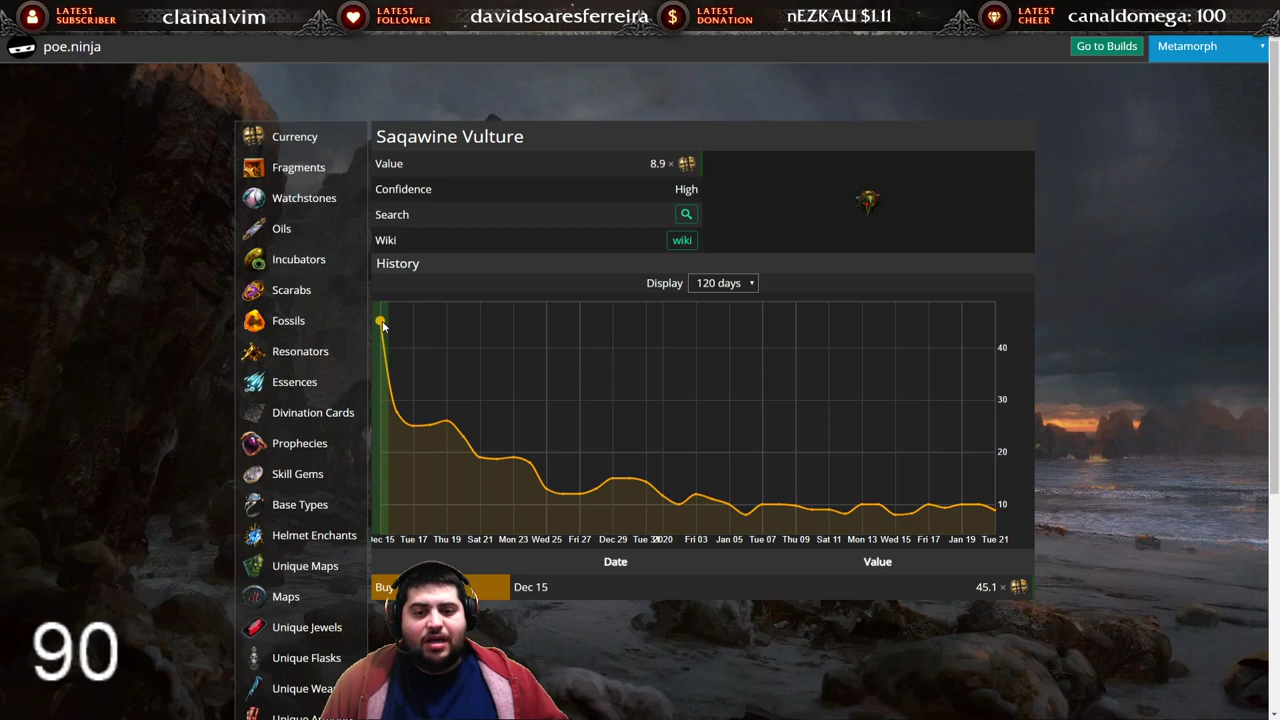 LATEST SUBSCRIBER clainalvim
LATEST FOLLOWER davidsoaresferreira
$ LATEST DONATION nEZKAU $1.11
LATEST CHEER canaldomega: 100
poe.ninja
Go to Builds
Metamorph
Currency
Fragments
Watchstones
Oils
Incubators
Scarabs
Fossils
Resonators
Essences
Divination Cards
Prophecies
Skill Gems
Base Types
Helmet Enchants
Unique Maps
Maps
Unique Jewels
Unique Flasks
Unique
Saqawine Vulture
Value 8.9 ×
Confidence High
Search
Wiki wiki
History
Display 120 days
40
30
20
10
Tue 17 Thu 19 Sat 21 Mon 23 Wed 25 Fri 27 Dec 29 2020 Fri 03 Jan 05 Tue 07 Thu 09 Sat 11 Mon 13 Wed 15 Fri 17 Jan 19 Tue 21
Date Value
Buy Dec 15 45.1 ×
90